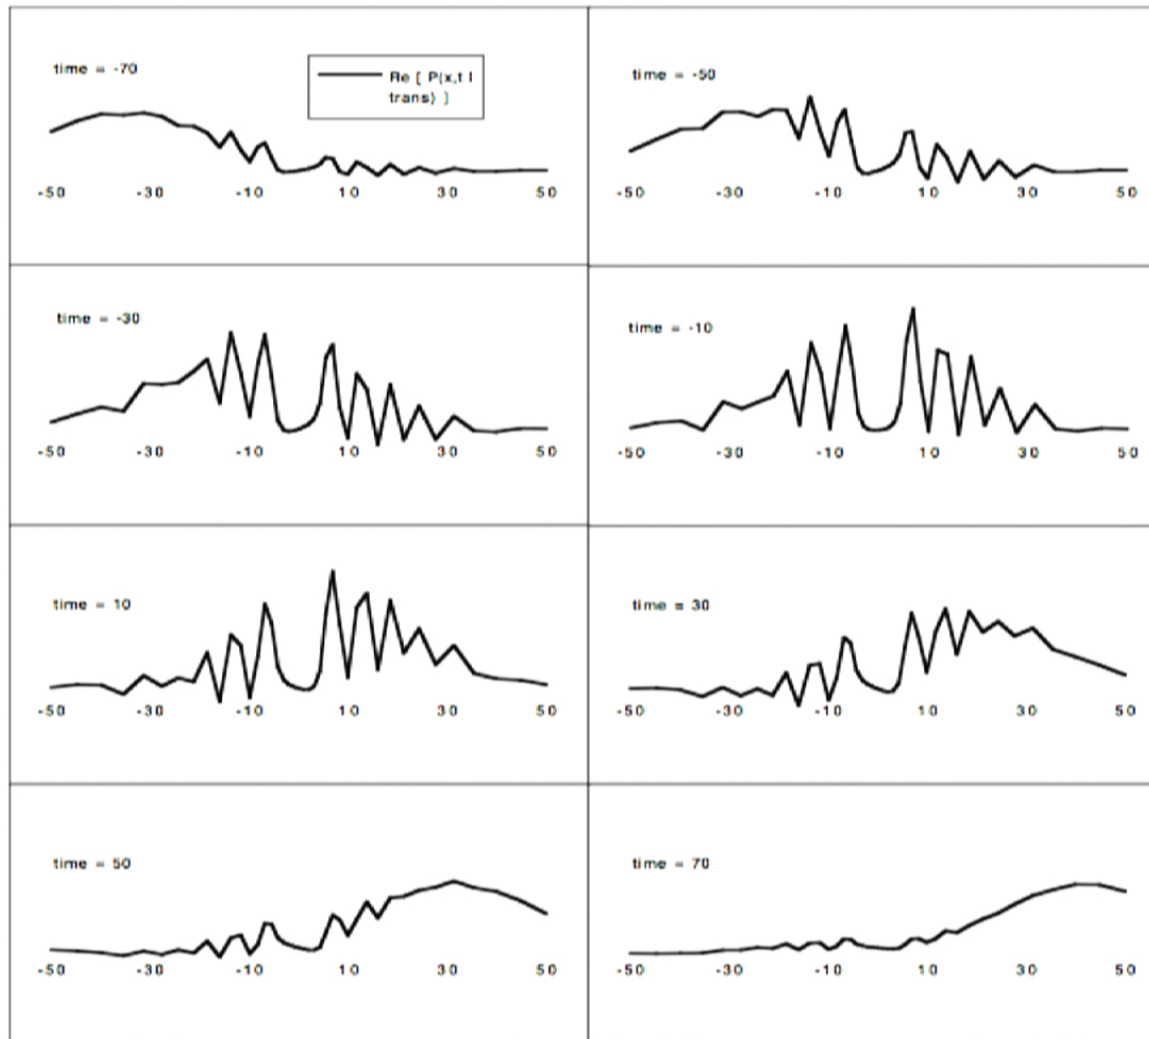 time = -70
Re [ P(x,t |
trans) ]
-50 -30 -10 10 30 50
time = -50
-50 -30 -10 10 30 50
time = -30
-50 -30 -10 10 30 50
time = -10
-50 -30 -10 10 30 50
time = 10
-50 -30 -10 10 30 50
time = 30
-50 -30 -10 10 30 50
time = 50
-50 -30 -10 10 30 50
time = 70
-50 -30 -10 10 30 50